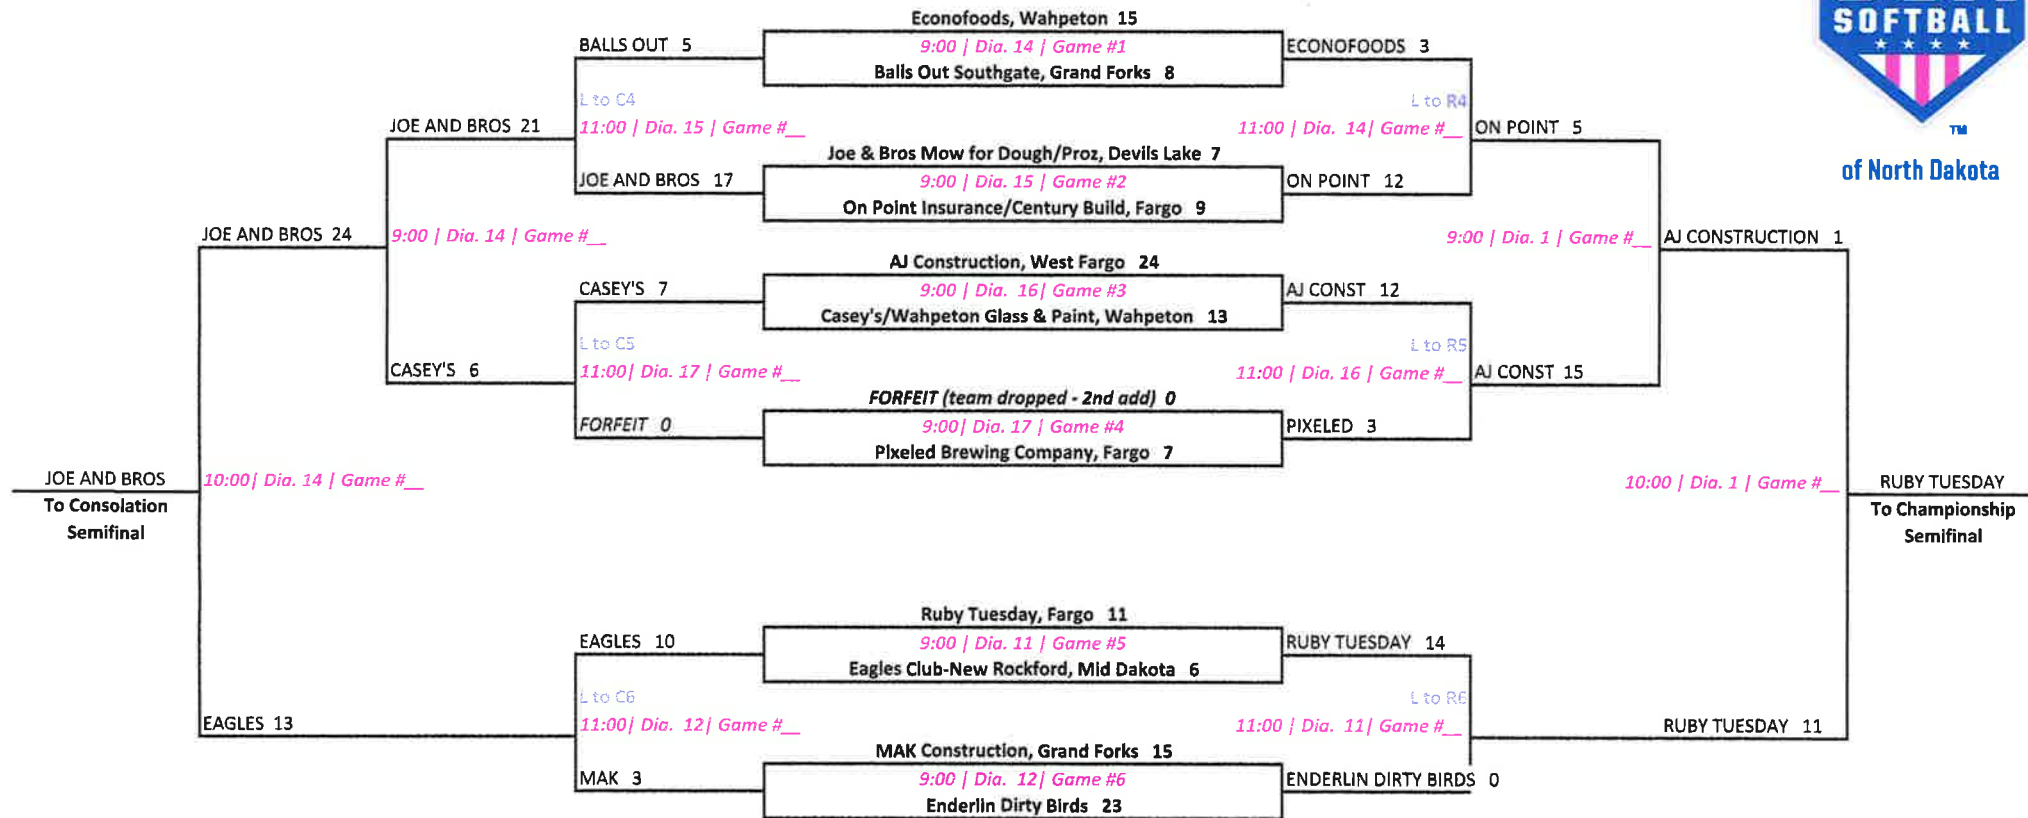 Econofoods, Wahpeton 15
SOFTBALL
BALLS OUT 5
9:00 | Dia. 14 | Game #1
ECONOFOODS 3
Balls Out Southgate, Grand Forks 8
L to C4
L to R4
JOE AND BROS 21
11:00 | Dia. 15 | Game #__
11:00 | Dia. 14| Game #__
ON POINT 5
TM
Joe & Bros Mow for Dough/Proz, Devils Lake 7
of North Dakota
JOE AND BROS 17
9:00 | Dia. 15 | Game #2
ON POINT 12
On Point Insurance/Century Build, Fargo 9
JOE AND BROS 24
9:00 | Dia. 14 | Game #__
9:00 | Dia. 1 | Game #__
AJ CONSTRUCTION 1
AJ Construction, West Fargo 24
CASEY'S 7
9:00 | Dia. 16| Game #3
AJ CONST 12
Casey's/Wahpeton Glass & Paint, Wahpeton 13
L to C5
L to R5
CASEY'S 6
11:00| Dia. 17 | Game #__
11:00 | Dia. 16 | Game #__
AJ CONST 15
FORFEIT (team dropped - 2nd add) 0
FORFEIT 0
9:00| Dia. 17 | Game #4
PIXELED 3
Pixeled Brewing Company, Fargo 7
JOE AND BROS
10:00| Dia. 14 | Game #__
10:00 | Dia. 1 | Game #__
RUBY TUESDAY
To Consolation
Semifinal
To Championship
Semifinal
Ruby Tuesday, Fargo 11
EAGLES 10
9:00 | Dia. 11 | Game #5
RUBY TUESDAY 14
Eagles Club-New Rockford, Mid Dakota 6
L to C6
L to R6
EAGLES 13
11:00| Dia. 12| Game #__
11:00 | Dia. 11| Game #__
RUBY TUESDAY 11
MAK Construction, Grand Forks 15
MAK 3
9:00 | Dia. 12| Game #6
ENDERLIN DIRTY BIRDS 0
Enderlin Dirty Birds 23